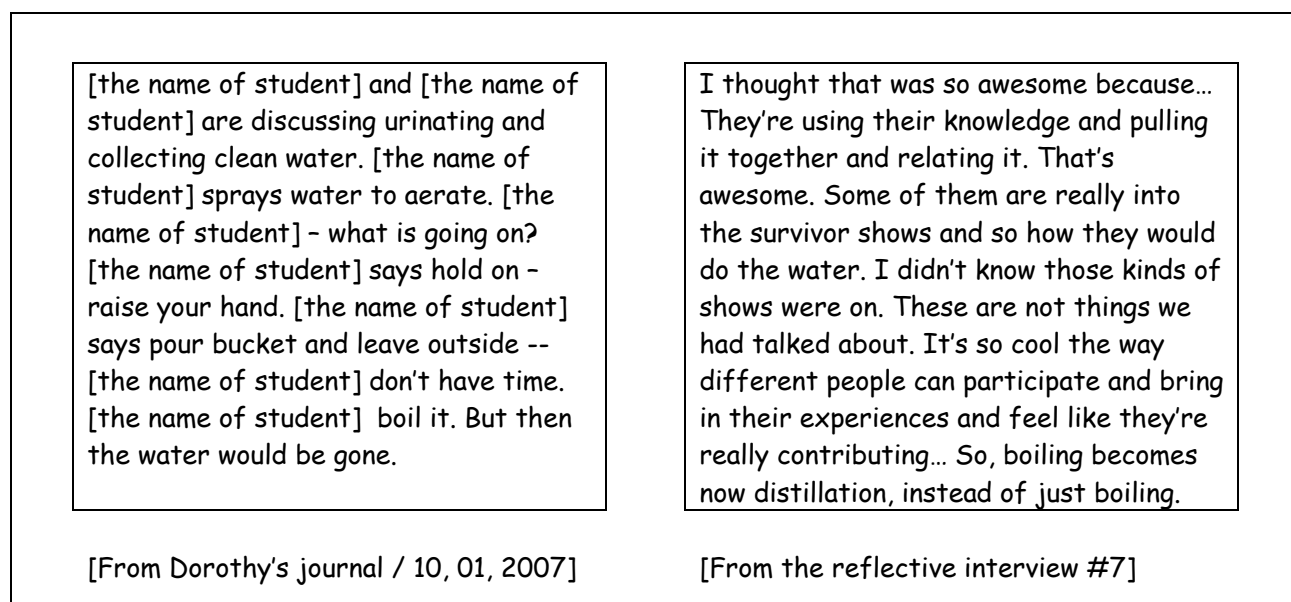 [the name of student] and [the name of
student] are discussing urinating and
collecting clean water. [the name of
student] sprays water to aerate. [the
name of student] – what is going on?
[the name of student] says hold on –
raise your hand. [the name of student]
says pour bucket and leave outside --
[the name of student] don't have time.
[the name of student]  boil it. But then
the water would be gone.
[From Dorothy's journal / 10, 01, 2007]
I thought that was so awesome because…
They're using their knowledge and pulling
it together and relating it. That's
awesome. Some of them are really into
the survivor shows and so how they would
do the water. I didn't know those kinds of
shows were on. These are not things we
had talked about. It's so cool the way
different people can participate and bring
in their experiences and feel like they're
really contributing… So, boiling becomes
now distillation, instead of just boiling.
[From the reflective interview #7]